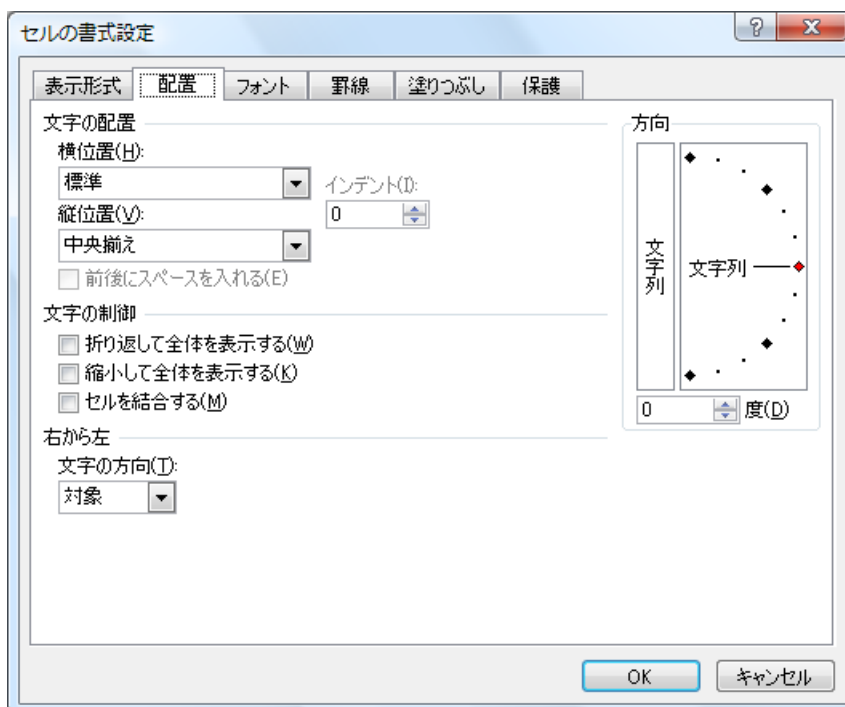 セルの書式設定
表示形式 配置 フォント 罫線 塗りつぶし 保護
文字の配置
横位置(H):
標準
インデント(I):
縦位置(V):
0
中央揃え
前後にスペースを入れる(E)
文字の制御
折り返して全体を表示する(W)
縮小して全体を表示する(K)
セルを結合する(M)
右から左
文字の方向(T):
対象
方向
文字列
文字列
0 度(D)
OK キャンセル